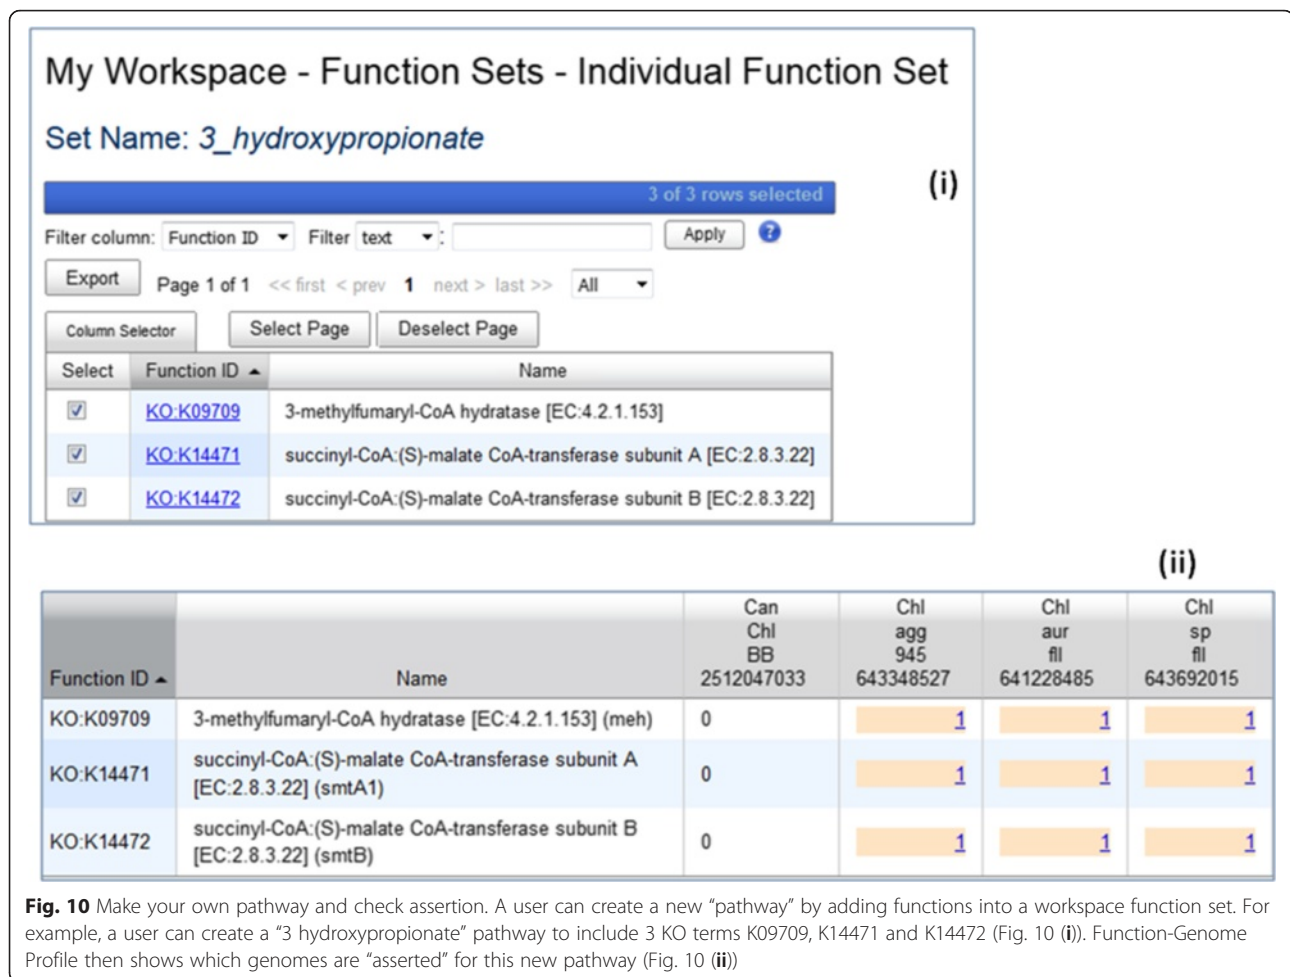 My Workspace - Function Sets - Individual Function Set
Set Name: 3_hydroxypropionate
(i)
3 of 3 rows selected
Filter column: Function ID Filter text : Apply ?
Export Page 1 of 1 << first < prev 1 next > last >> All
Column Selector Select Page Deselect Page
Select Function ID Name
KO:K09709 3-methylfumaryl-CoA hydratase [EC:4.2.1.153]
KO:K14471 succinyl-CoA:(S)-malate CoA-transferase subunit A [EC:2.8.3.22]
KO:K14472 succinyl-CoA:(S)-malate CoA-transferase subunit B [EC:2.8.3.22]
(ii)
Can Chl Chl Chl
Chl agg aur sp
BB 945 fll fll
Function ID Name 2512047033 643348527 641228485 643692015
KO:K09709 3-methylfumaryl-CoA hydratase [EC:4.2.1.153] (meh) 0 1 1 1
succinyl-CoA:(S)-malate CoA-transferase subunit A
KO:K14471 0 1 1 1
[EC:2.8.3.22] (smtA1)
succinyl-CoA:(S)-malate CoA-transferase subunit B
KO:K14472 0 1 1 1
[EC:2.8.3.22] (smtB)
Fig. 10 Make your own pathway and check assertion. A user can create a new "pathway" by adding functions into a workspace function set. For
example, a user can create a "3 hydroxypropionate" pathway to include 3 KO terms K09709, K14471 and K14472 (Fig. 10 (i)). Function-Genome
Profile then shows which genomes are "asserted" for this new pathway (Fig. 10 (ii))